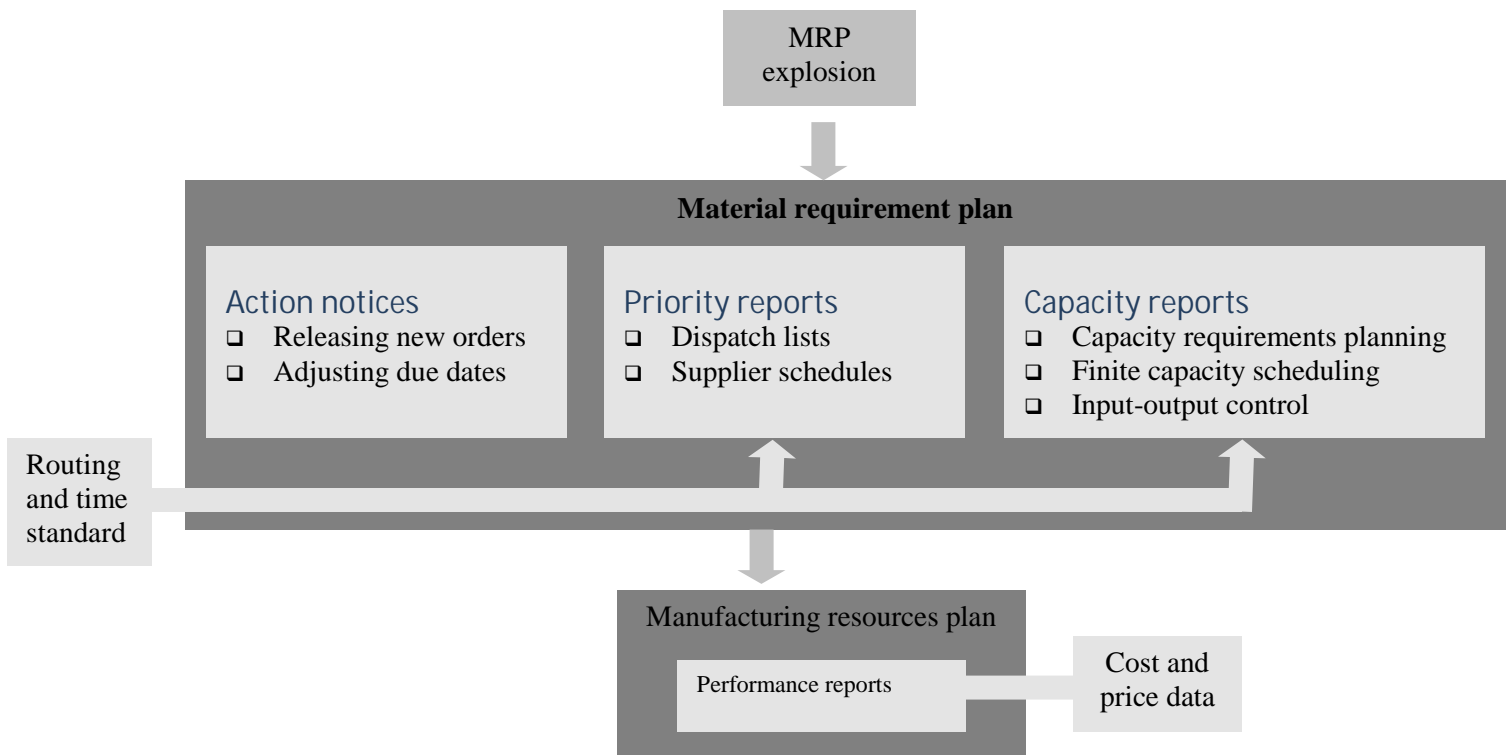 MRP
explosion
Material requirement plan
Action notices
❑ Releasing new orders
❑ Adjusting due dates
Priority reports
❑ Dispatch lists
❑ Supplier schedules
Capacity reports
❑ Capacity requirements planning
❑ Finite capacity scheduling
❑ Input-output control
Routing
and time
standard
Manufacturing resources plan
Performance reports
Cost and
price data